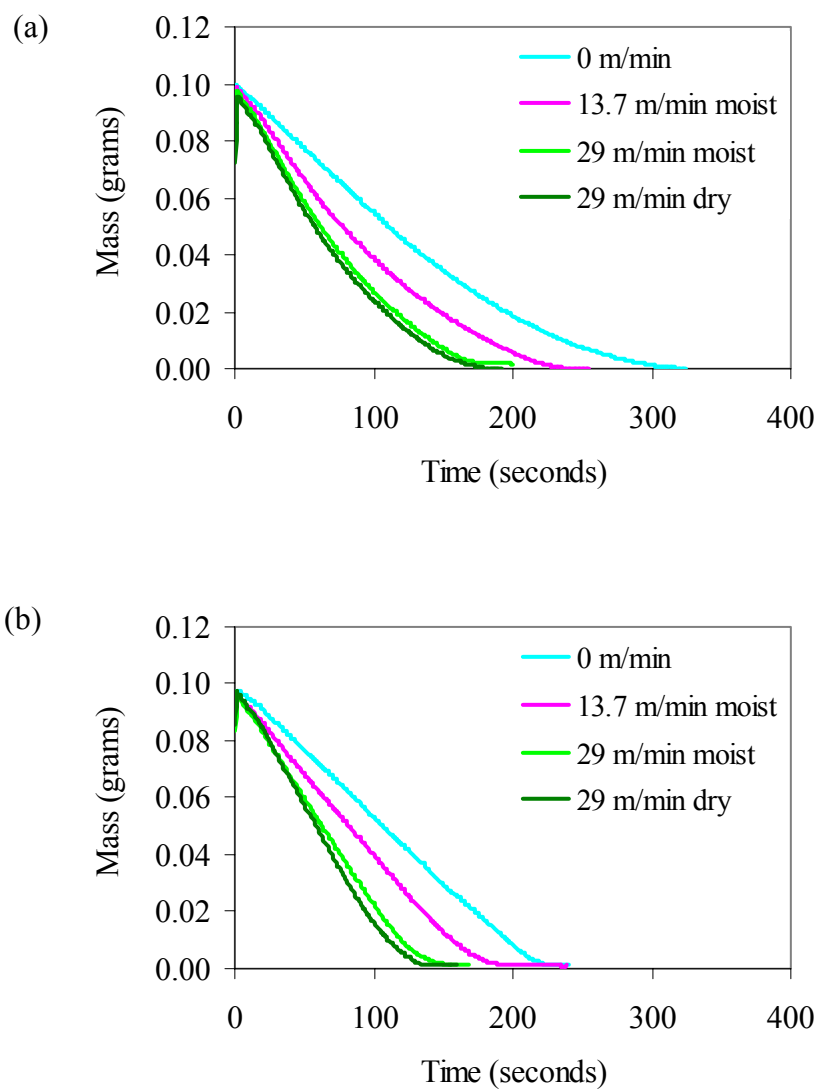 (a)
0.12
0.10
0.08
0.06
0.04
0.02
0.00
Mass (grams)
0 m/min
13.7 m/min moist
29 m/min moist
29 m/min dry
0 100 200 300 400
Time (seconds)
(b)
0.12
0.10
0.08
0.06
0.04
0.02
0.00
Mass (grams)
0 m/min
13.7 m/min moist
29 m/min moist
29 m/min dry
0 100 200 300 400
Time (seconds)